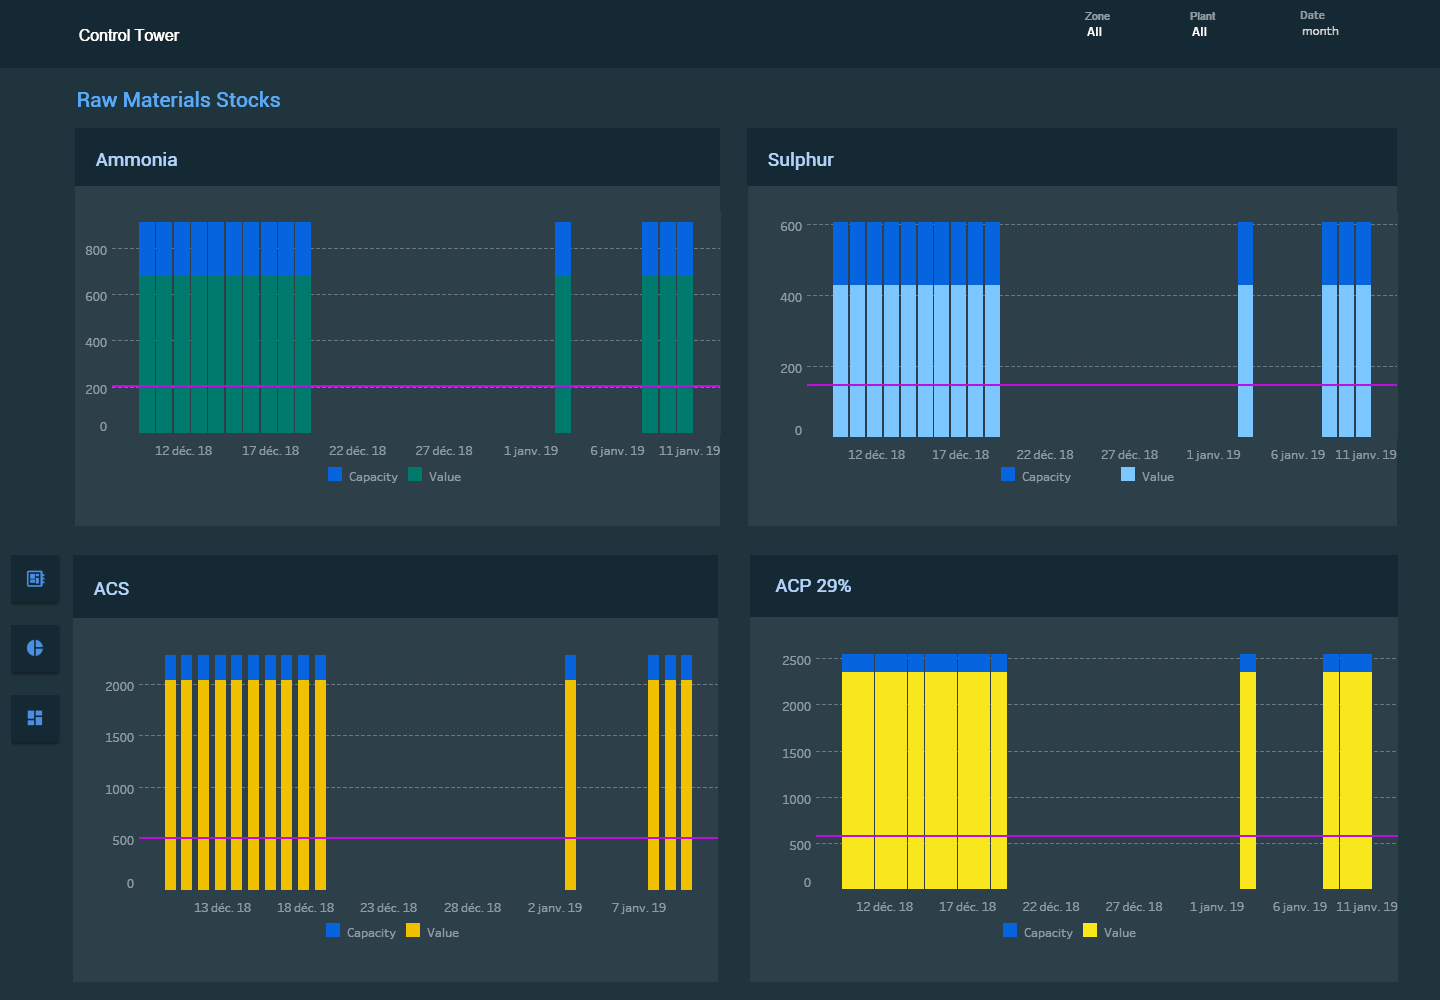 Control Tower
Zone
All
Plant
All
Date
month
Raw Materials Stocks
Ammonia
800
600
400
200
0
12 déc. 18 17 déc. 18 22 déc. 18 27 déc. 18 1 janv. 19 6 janv. 19 11 janv. 19
Capacity Value
Sulphur
600
400
200
0
12 déc. 18 17 déc. 18 22 déc. 18 27 déc. 18 1 janv. 19 6 janv. 19 11 janv. 19
Capacity Value
ACS
2000
1500
1000
500
0
13 déc. 18 18 déc. 18 23 déc. 18 28 déc. 18 2 janv. 19 7 janv. 19
Capacity Value
ACP 29%
2500
2000
1500
1000
500
0
12 déc. 18 17 déc. 18 22 déc. 18 27 déc. 18 1 janv. 19 6 janv. 19 11 janv. 19
Capacity Value